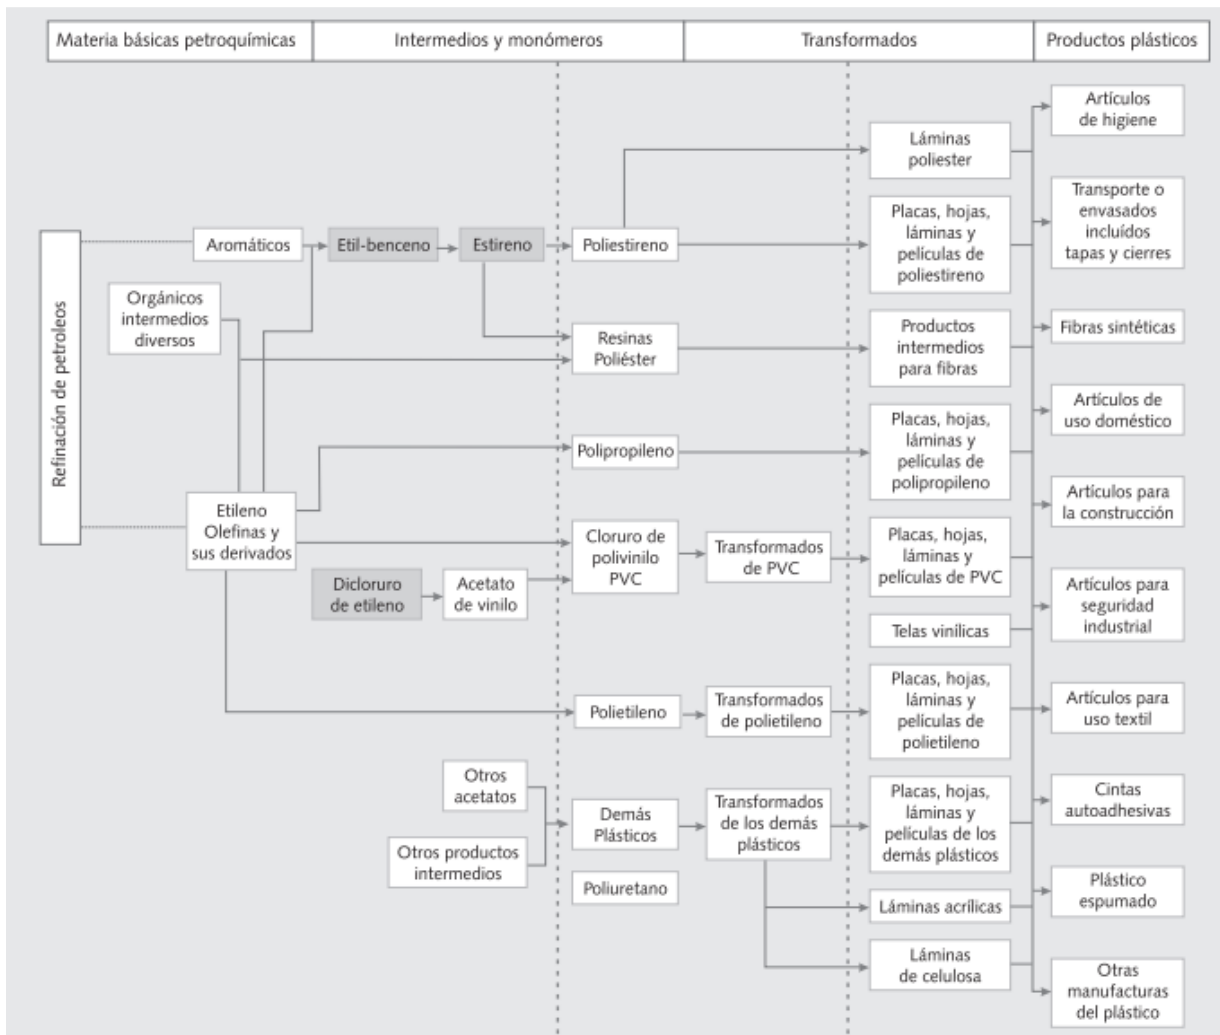 Materia básicas petroquímicas
Intermedios y monómeros
Transformados
Productos plásticos
Refinación de petroleos
Aromáticos
Orgánicos
intermedios
diversos
Etileno
Olefinas y
sus derivados
Etil-benceno
Estireno
Dicloruro
de etileno
Acetato
de vinilo
Otros
acetatos
Otros productos
intermedios
Poliestireno
Resinas
Poliéster
Polipropileno
Cloruro de
polivinilo
PVC
Polietileno
Demás
Plásticos
Poliuretano
Transformados
de PVC
Transformados
de polietileno
Transformados
de los demás
plásticos
Láminas
poliester
Placas, hojas,
láminas y
películas de
poliestireno
Productos
intermedios
para fibras
Placas, hojas,
láminas y
películas de
polipropileno
Placas, hojas,
láminas y
películas de PVC
Telas vinílicas
Placas, hojas,
láminas y
películas de
polietileno
Placas, hojas,
láminas y
películas de los
demás plásticos
Láminas acrílicas
Láminas
de celulosa
Artículos
de higiene
Transporte o
envasados
incluídos
tapas y cierres
Fibras sintéticas
Artículos de
uso doméstico
Artículos para
la construcción
Artículos para
seguridad
industrial
Artículos para
uso textil
Cintas
autoadhesivas
Plástico
espumado
Otras
manufacturas
del plástico